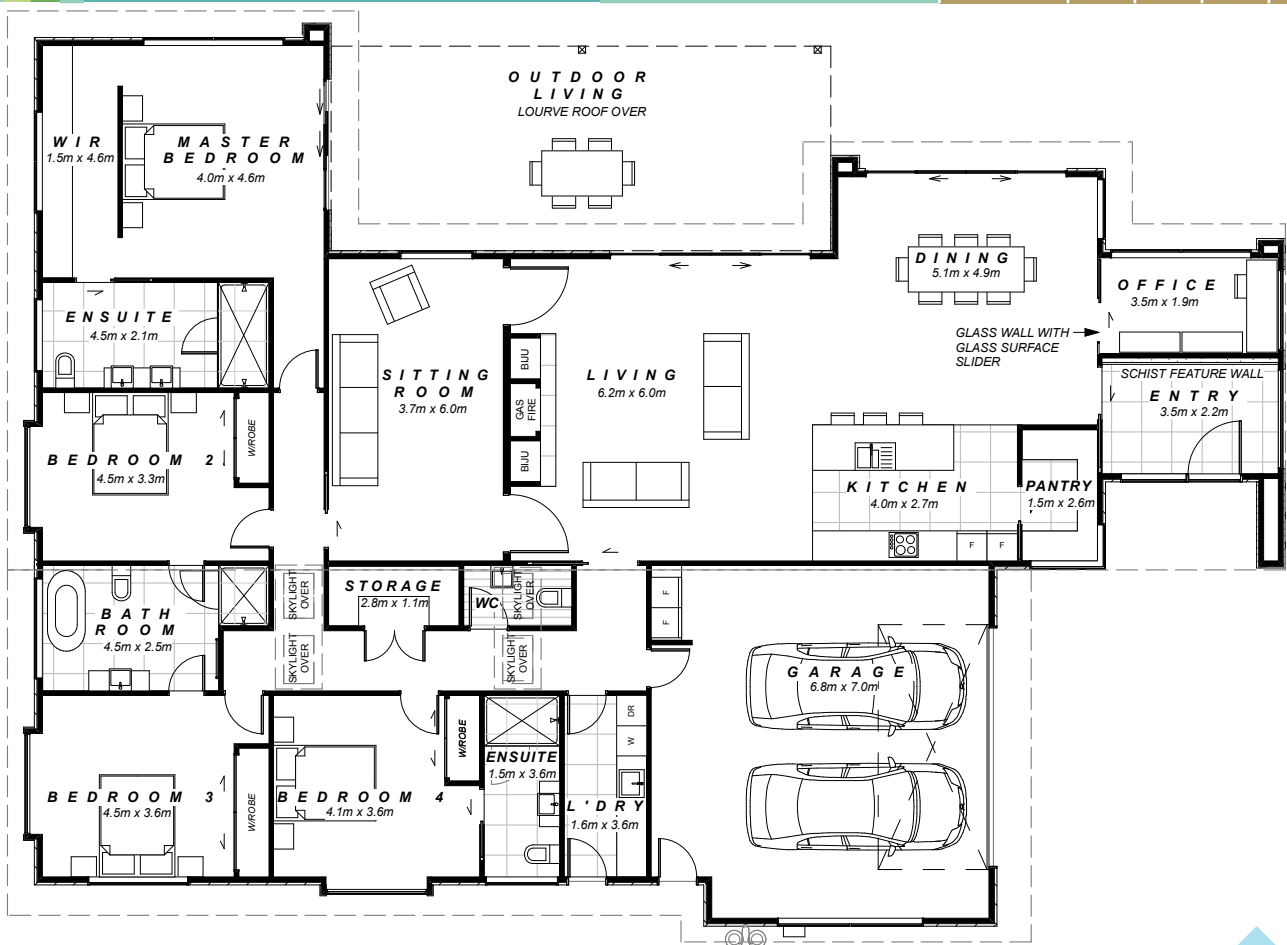 OUTDOOR
LIVING
LOURVE ROOF OVER
WIR
1.5m x 4.6m
MASTER
BEDROOM
4.0m x 4.6m
DINING
5.1m x 4.9m
OFFICE
3.5m x 1.9m
GLASS WALL WITH
GLASS SURFACE
SLIDER
ENSUITE
4.5m x 2.1m
SITTING
ROOM
3.7m x 6.0m
BIJU
GAS
FIRE
BIJU
LIVING
6.2m x 6.0m
SCHIST FEATURE WALL
ENTRY
3.5m x 2.2m
BEDROOM 2
4.5m x 3.3m
W/ROBE
KITCHEN
4.0m x 2.7m
F
F
PANTRY
1.5m x 2.6m
BATH
ROOM
4.5m x 2.5m
SKYLIGHT
OVER
SKYLIGHT
OVER
STORAGE
2.8m x 1.1m
WC
SKYLIGHT
OVER
SKYLIGHT
OVER
F
F
GARAGE
6.8m x 7.0m
BEDROOM 3
4.5m x 3.6m
W/ROBE
BEDROOM 4
4.1m x 3.6m
W/ROBE
ENSUITE
1.5m x 3.6m
DR
W
L'DRY
1.6m x 3.6m